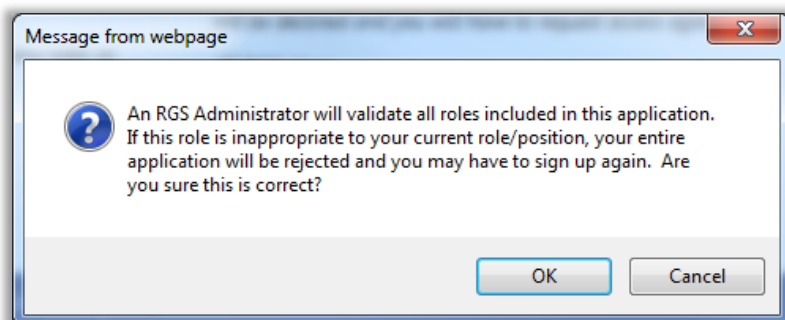 Message from webpage
An RGS Administrator will validate all roles included in this application.
If this role is inappropriate to your current role/position, your entire
application will be rejected and you may have to sign up again.  Are
you sure this is correct?
OK
Cancel